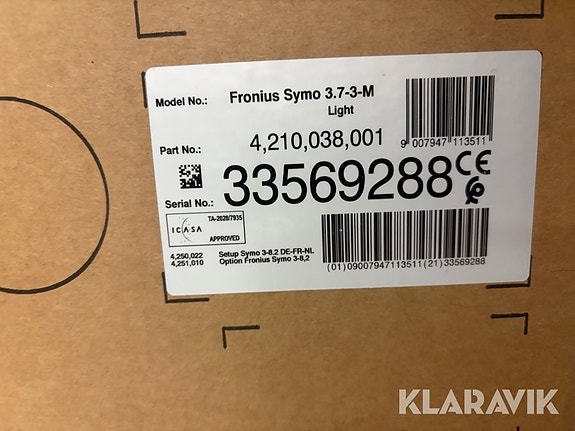 Model No.: Fronius Symo 3.7-3-M
Light
9 007947 113511
Part No.: 4,210,038,001
CE
Serial No.: 33569288
ICASA
TA-2020/7935
APPROVED
4,250,022 Setup Symo 3-8.2 DE-FR-NL
4,251,010 Option Fronius Symo 3-8,2
(01)09007947113511(21)33569288
KLARAVIK